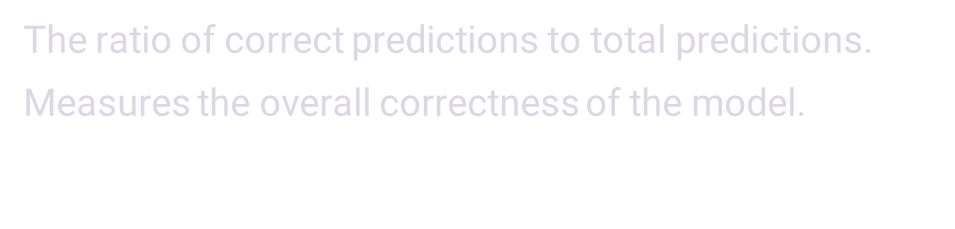 The ratio of correct predictions to total predictions.
Measures the overall correctness of the model.